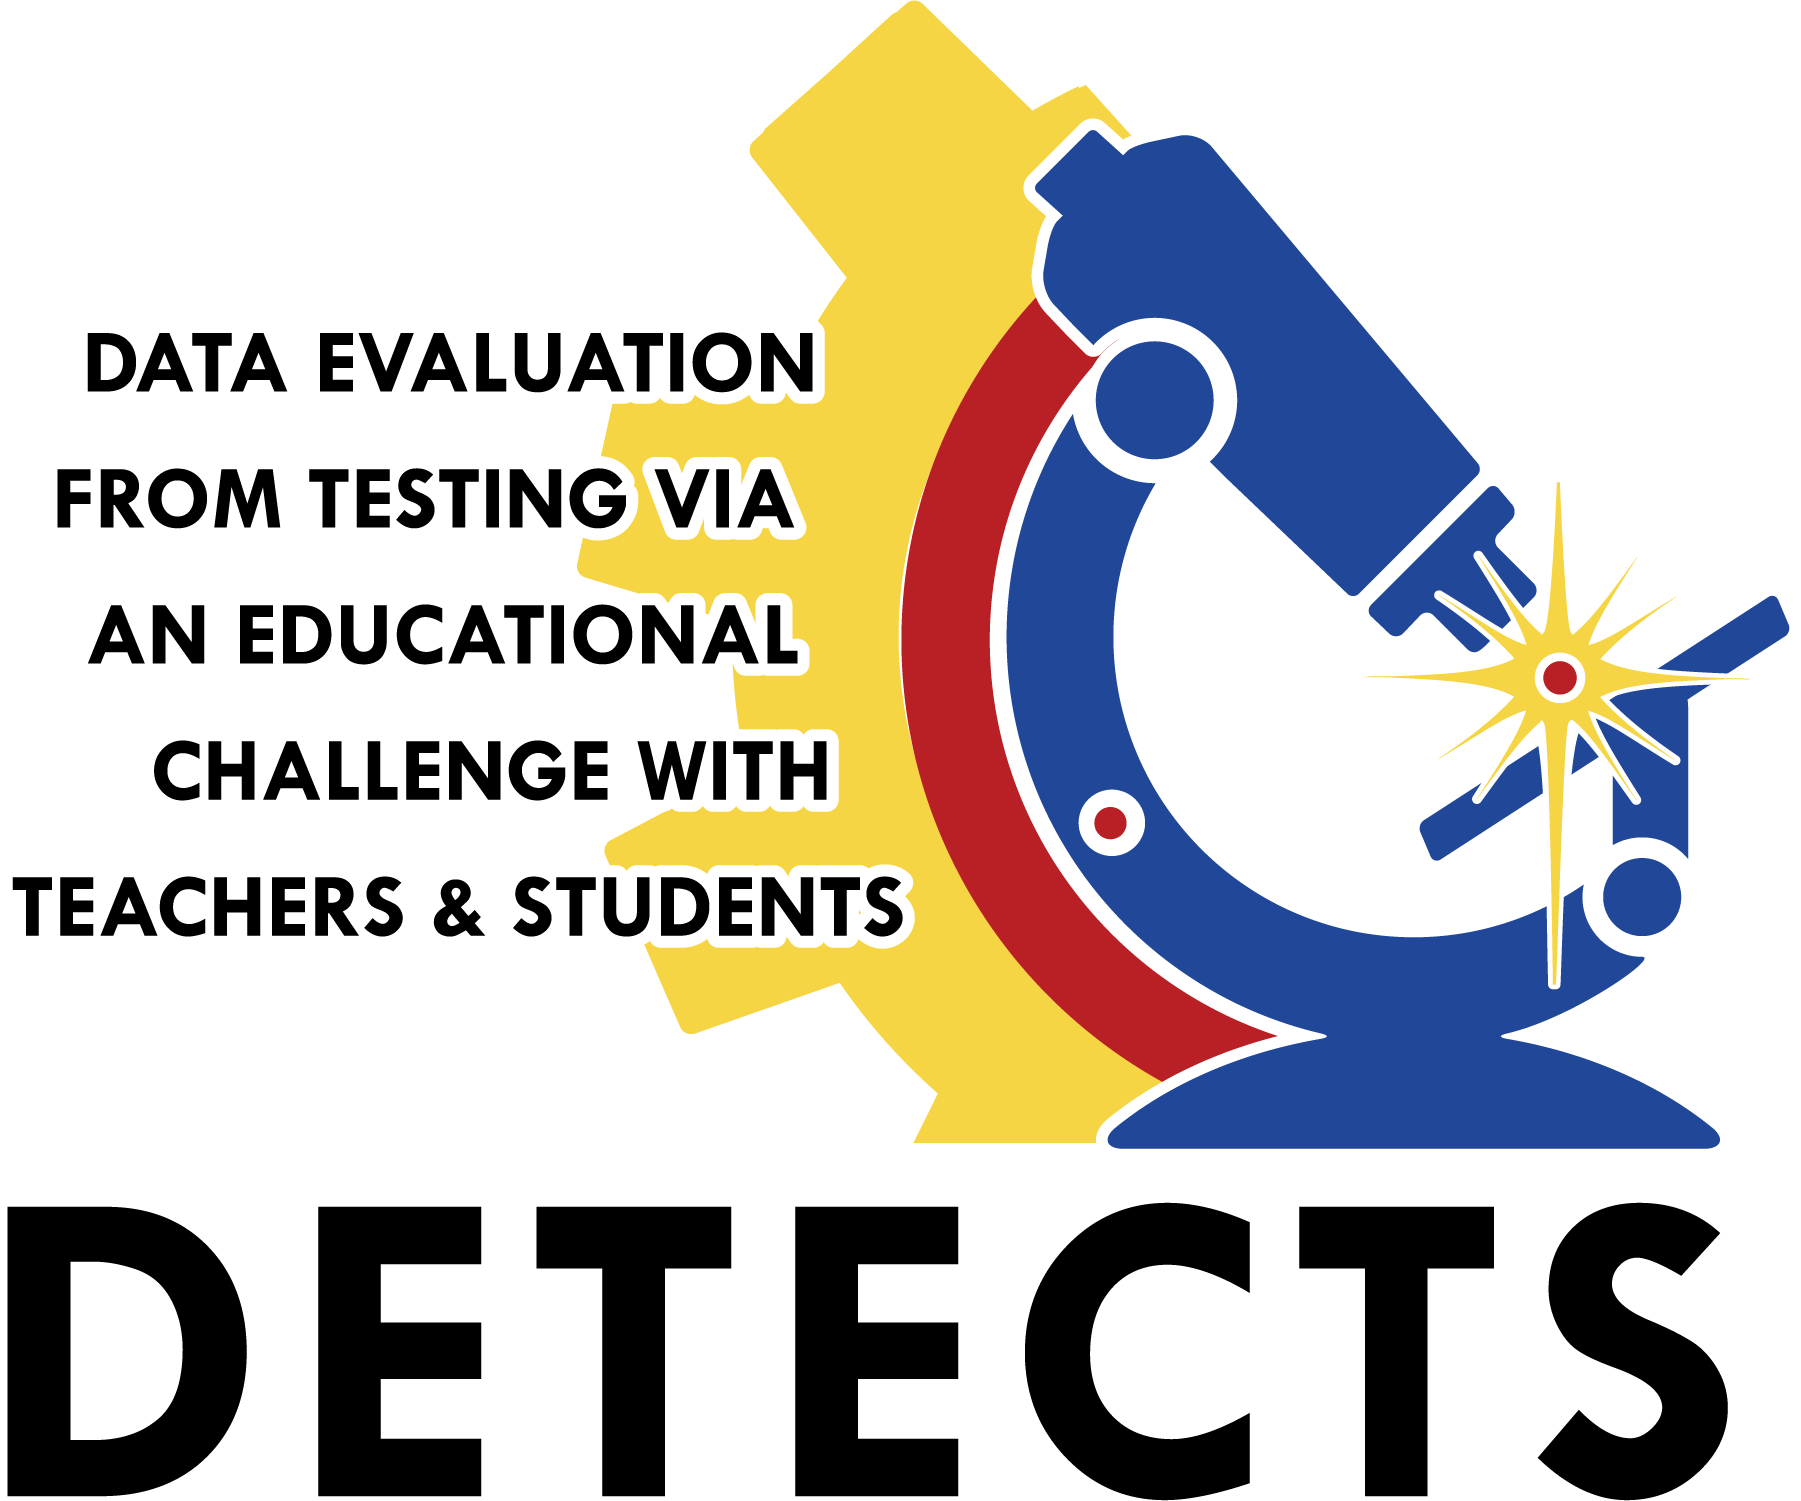 DATA EVALUATION
FROM TESTING VIA
AN EDUCATIONAL
CHALLENGE WITH
TEACHERS & STUDENTS
DETECTS